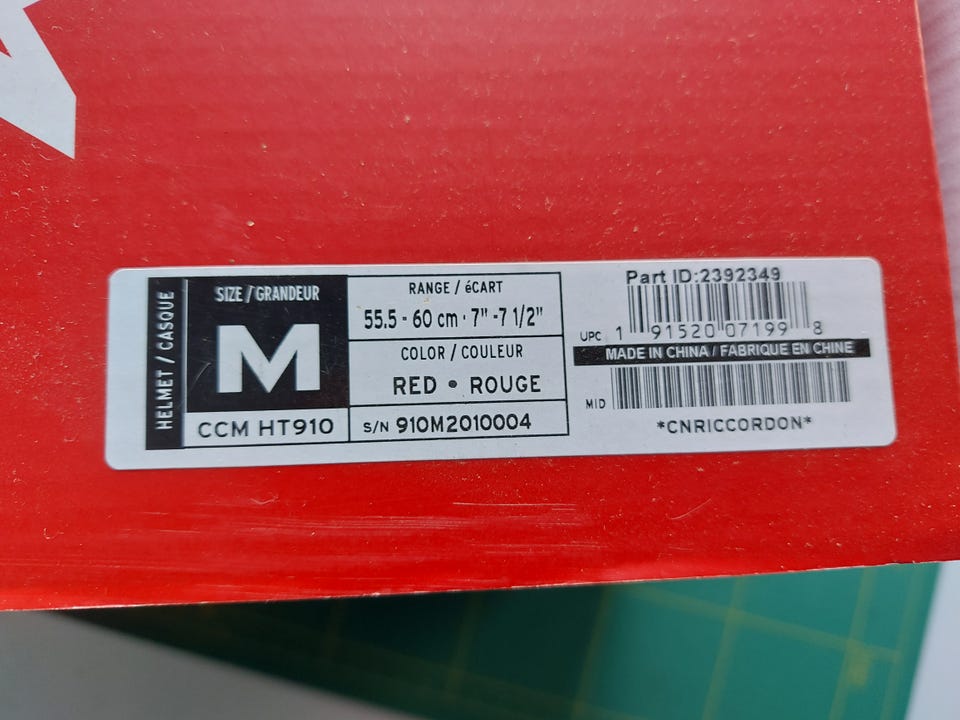 HELMET / CASQUE
SIZE / GRANDEUR
M
CCM HT910
RANGE / éCART
55.5 - 60 cm · 7" -7 1/2"
COLOR / COULEUR
RED • ROUGE
S/N 910M2010004
Part ID:2392349
UPC 1 91520 07199 8
MADE IN CHINA / FABRIQUE EN CHINE
MID
*CNRICCORDON*